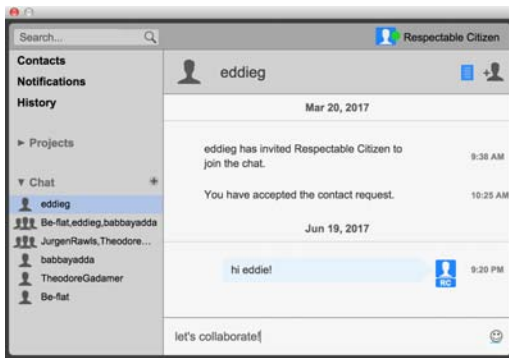 Search...
Respectable Citizen
Contacts
Notifications
History
Projects
Chat
eddieg
Be-flat,eddieg,babbayadda
JurgenRawls,Theodore...
babbayadda
TheodoreGadamer
Be-flat
eddieg
Mar 20, 2017
eddieg has invited Respectable Citizen to
join the chat.
9:38 AM
You have accepted the contact request.
10:25 AM
Jun 19, 2017
hi eddie!
RC
9:20 PM
let's collaborate!